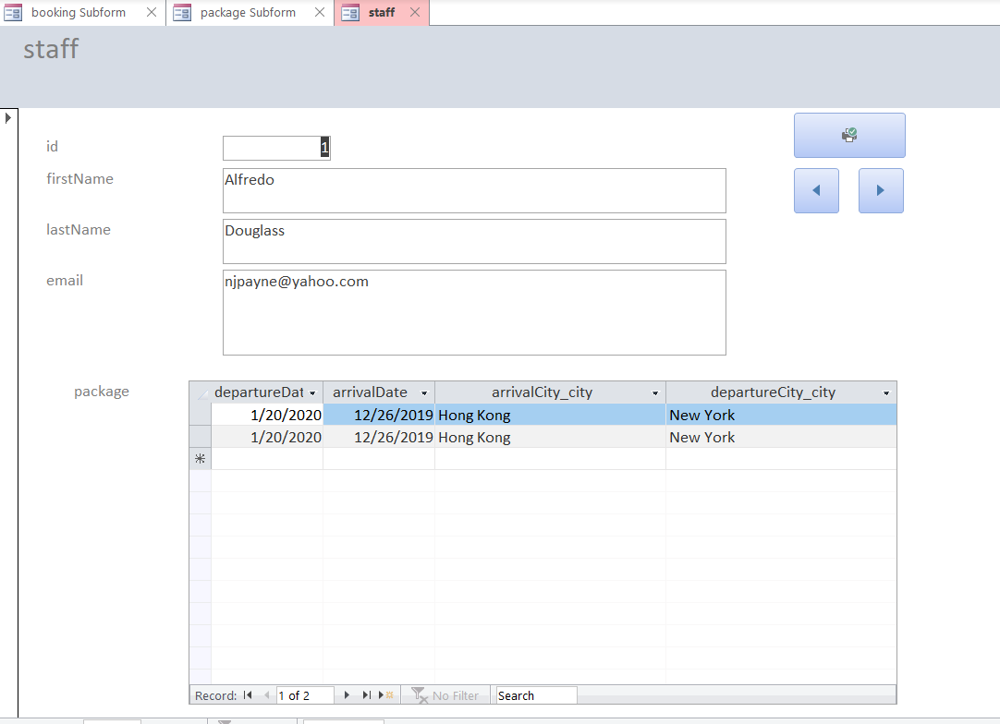 booking Subform package Subform staff
staff
id 1
firstName Alfredo
lastName Douglass
email njpayne@yahoo.com
package
departureDat arrivalDate arrivalCity_city departureCity_city
1/20/2020 12/26/2019 Hong Kong New York
1/20/2020 12/26/2019 Hong Kong New York
Record: 1 of 2 No Filter Search